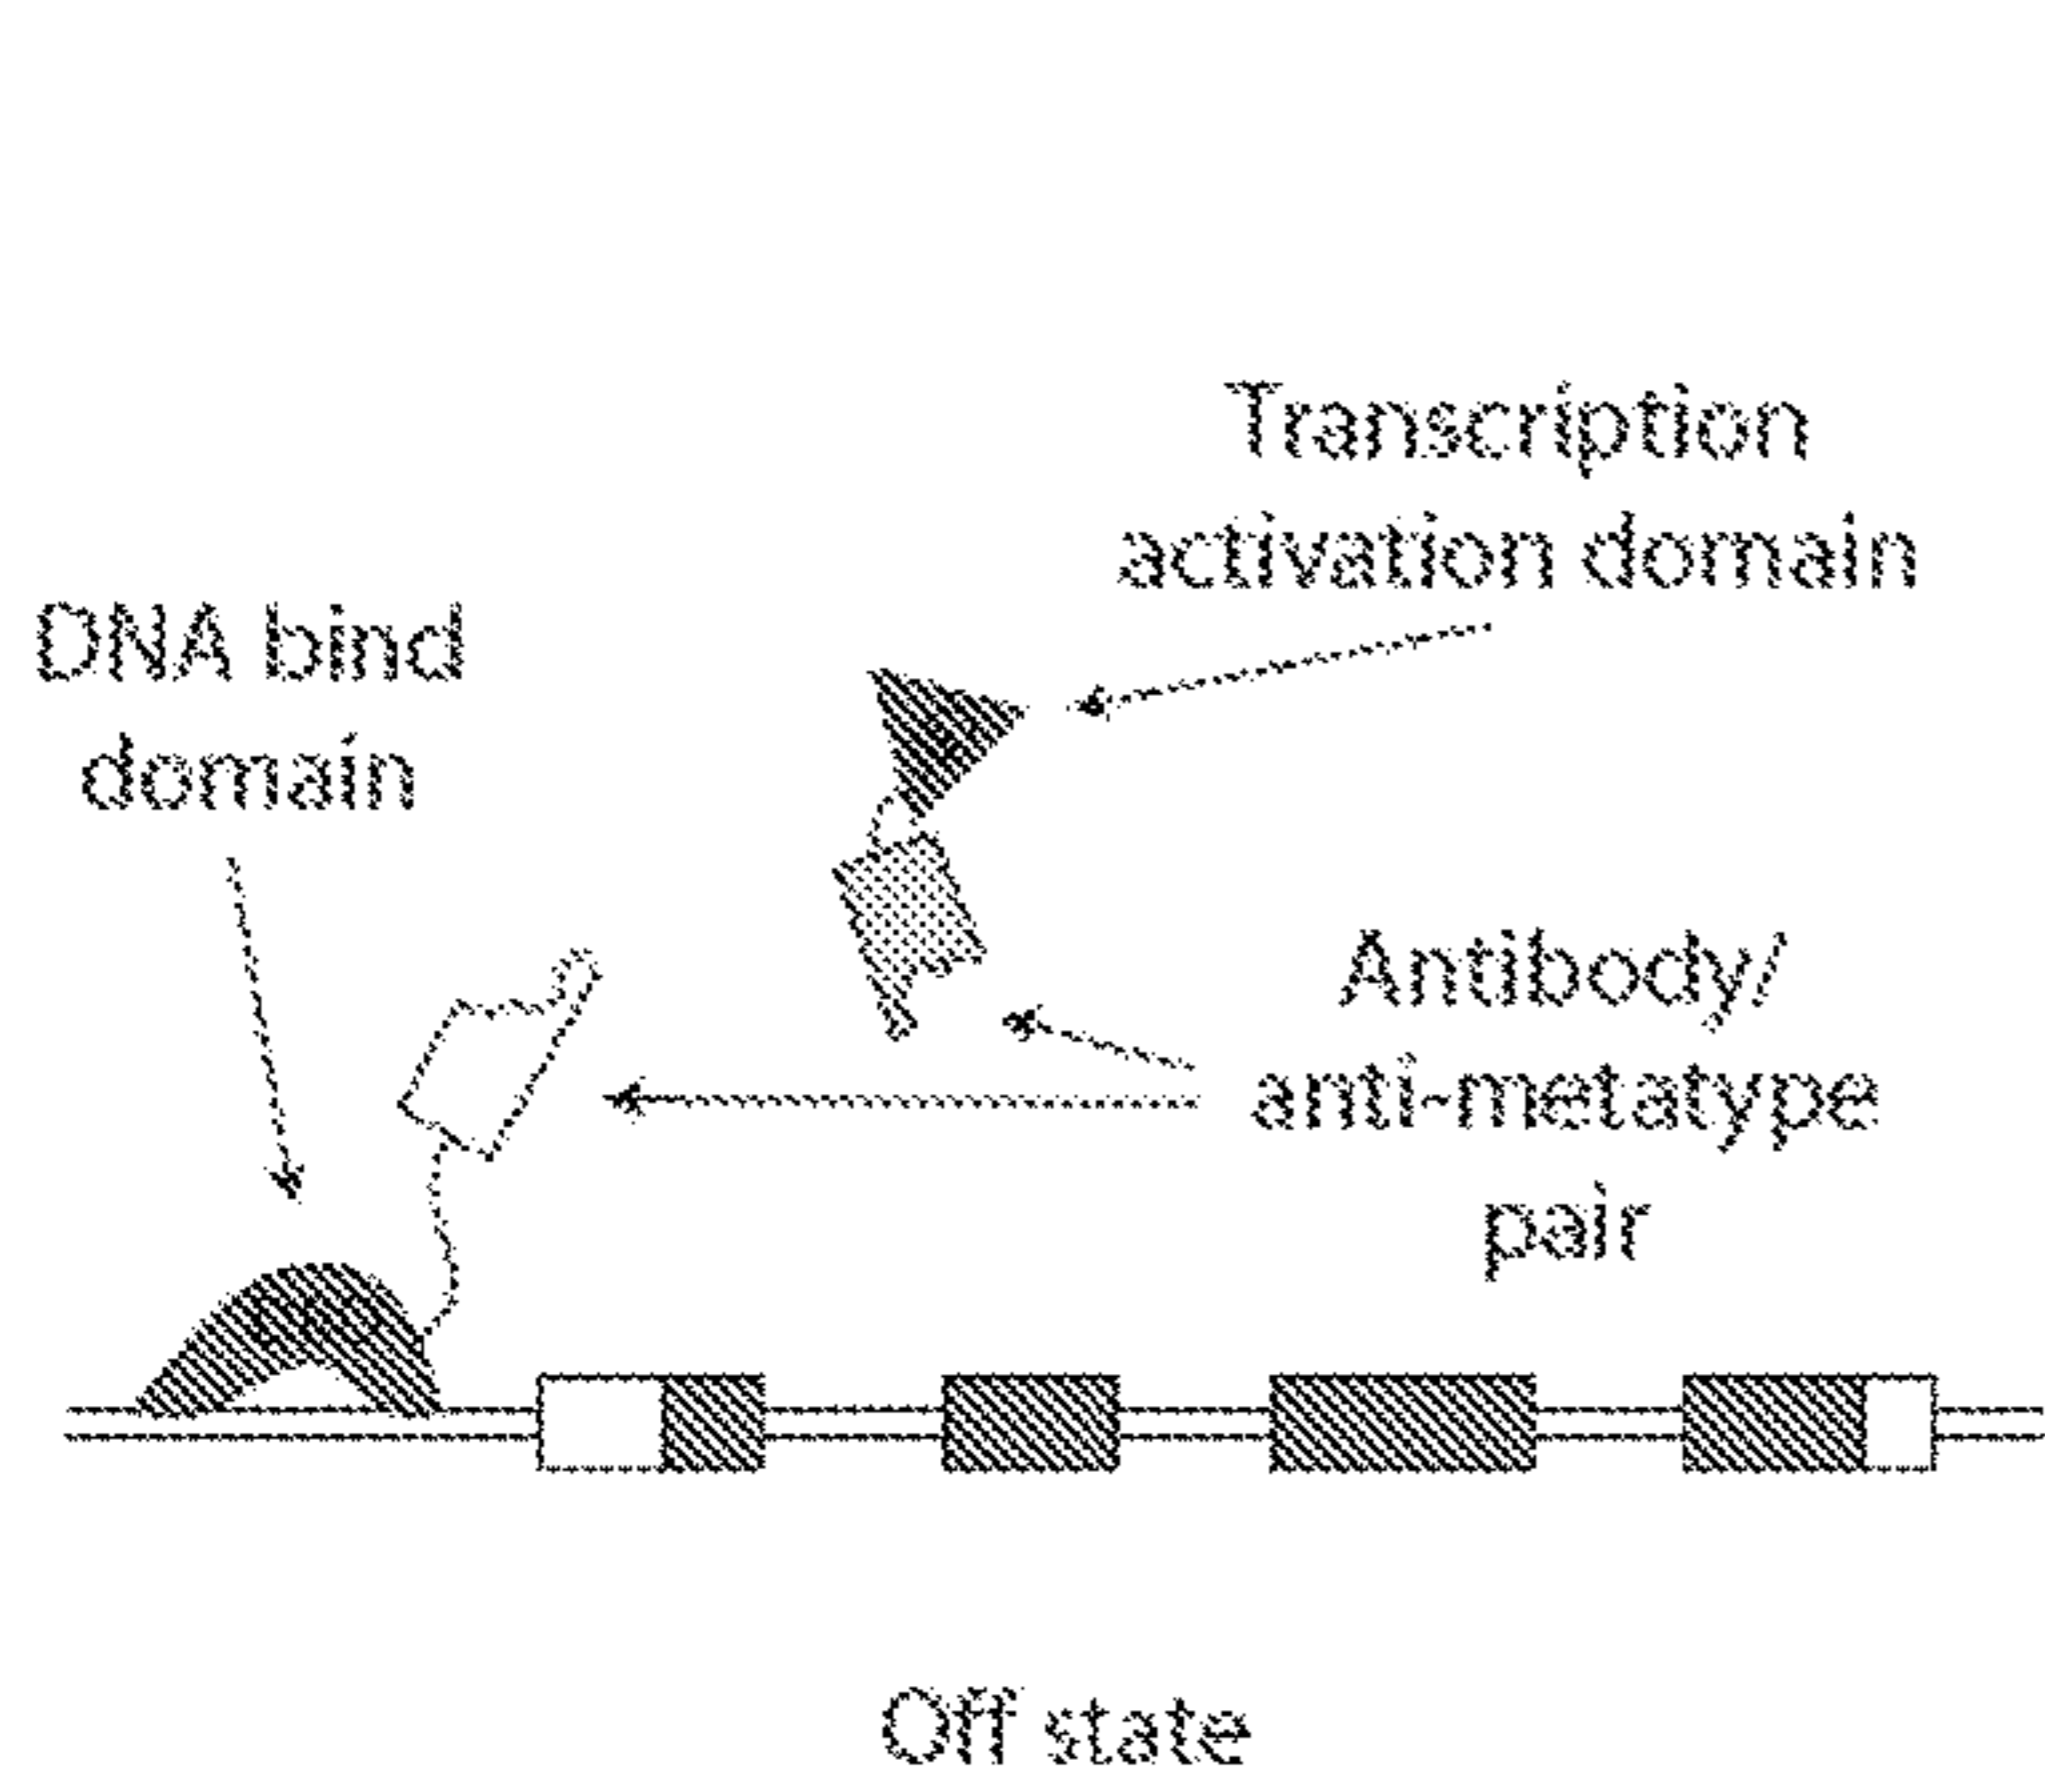 Transcription
activation domain
DNA bind
domain
Antibody/
anti-metatype
pair
Off state